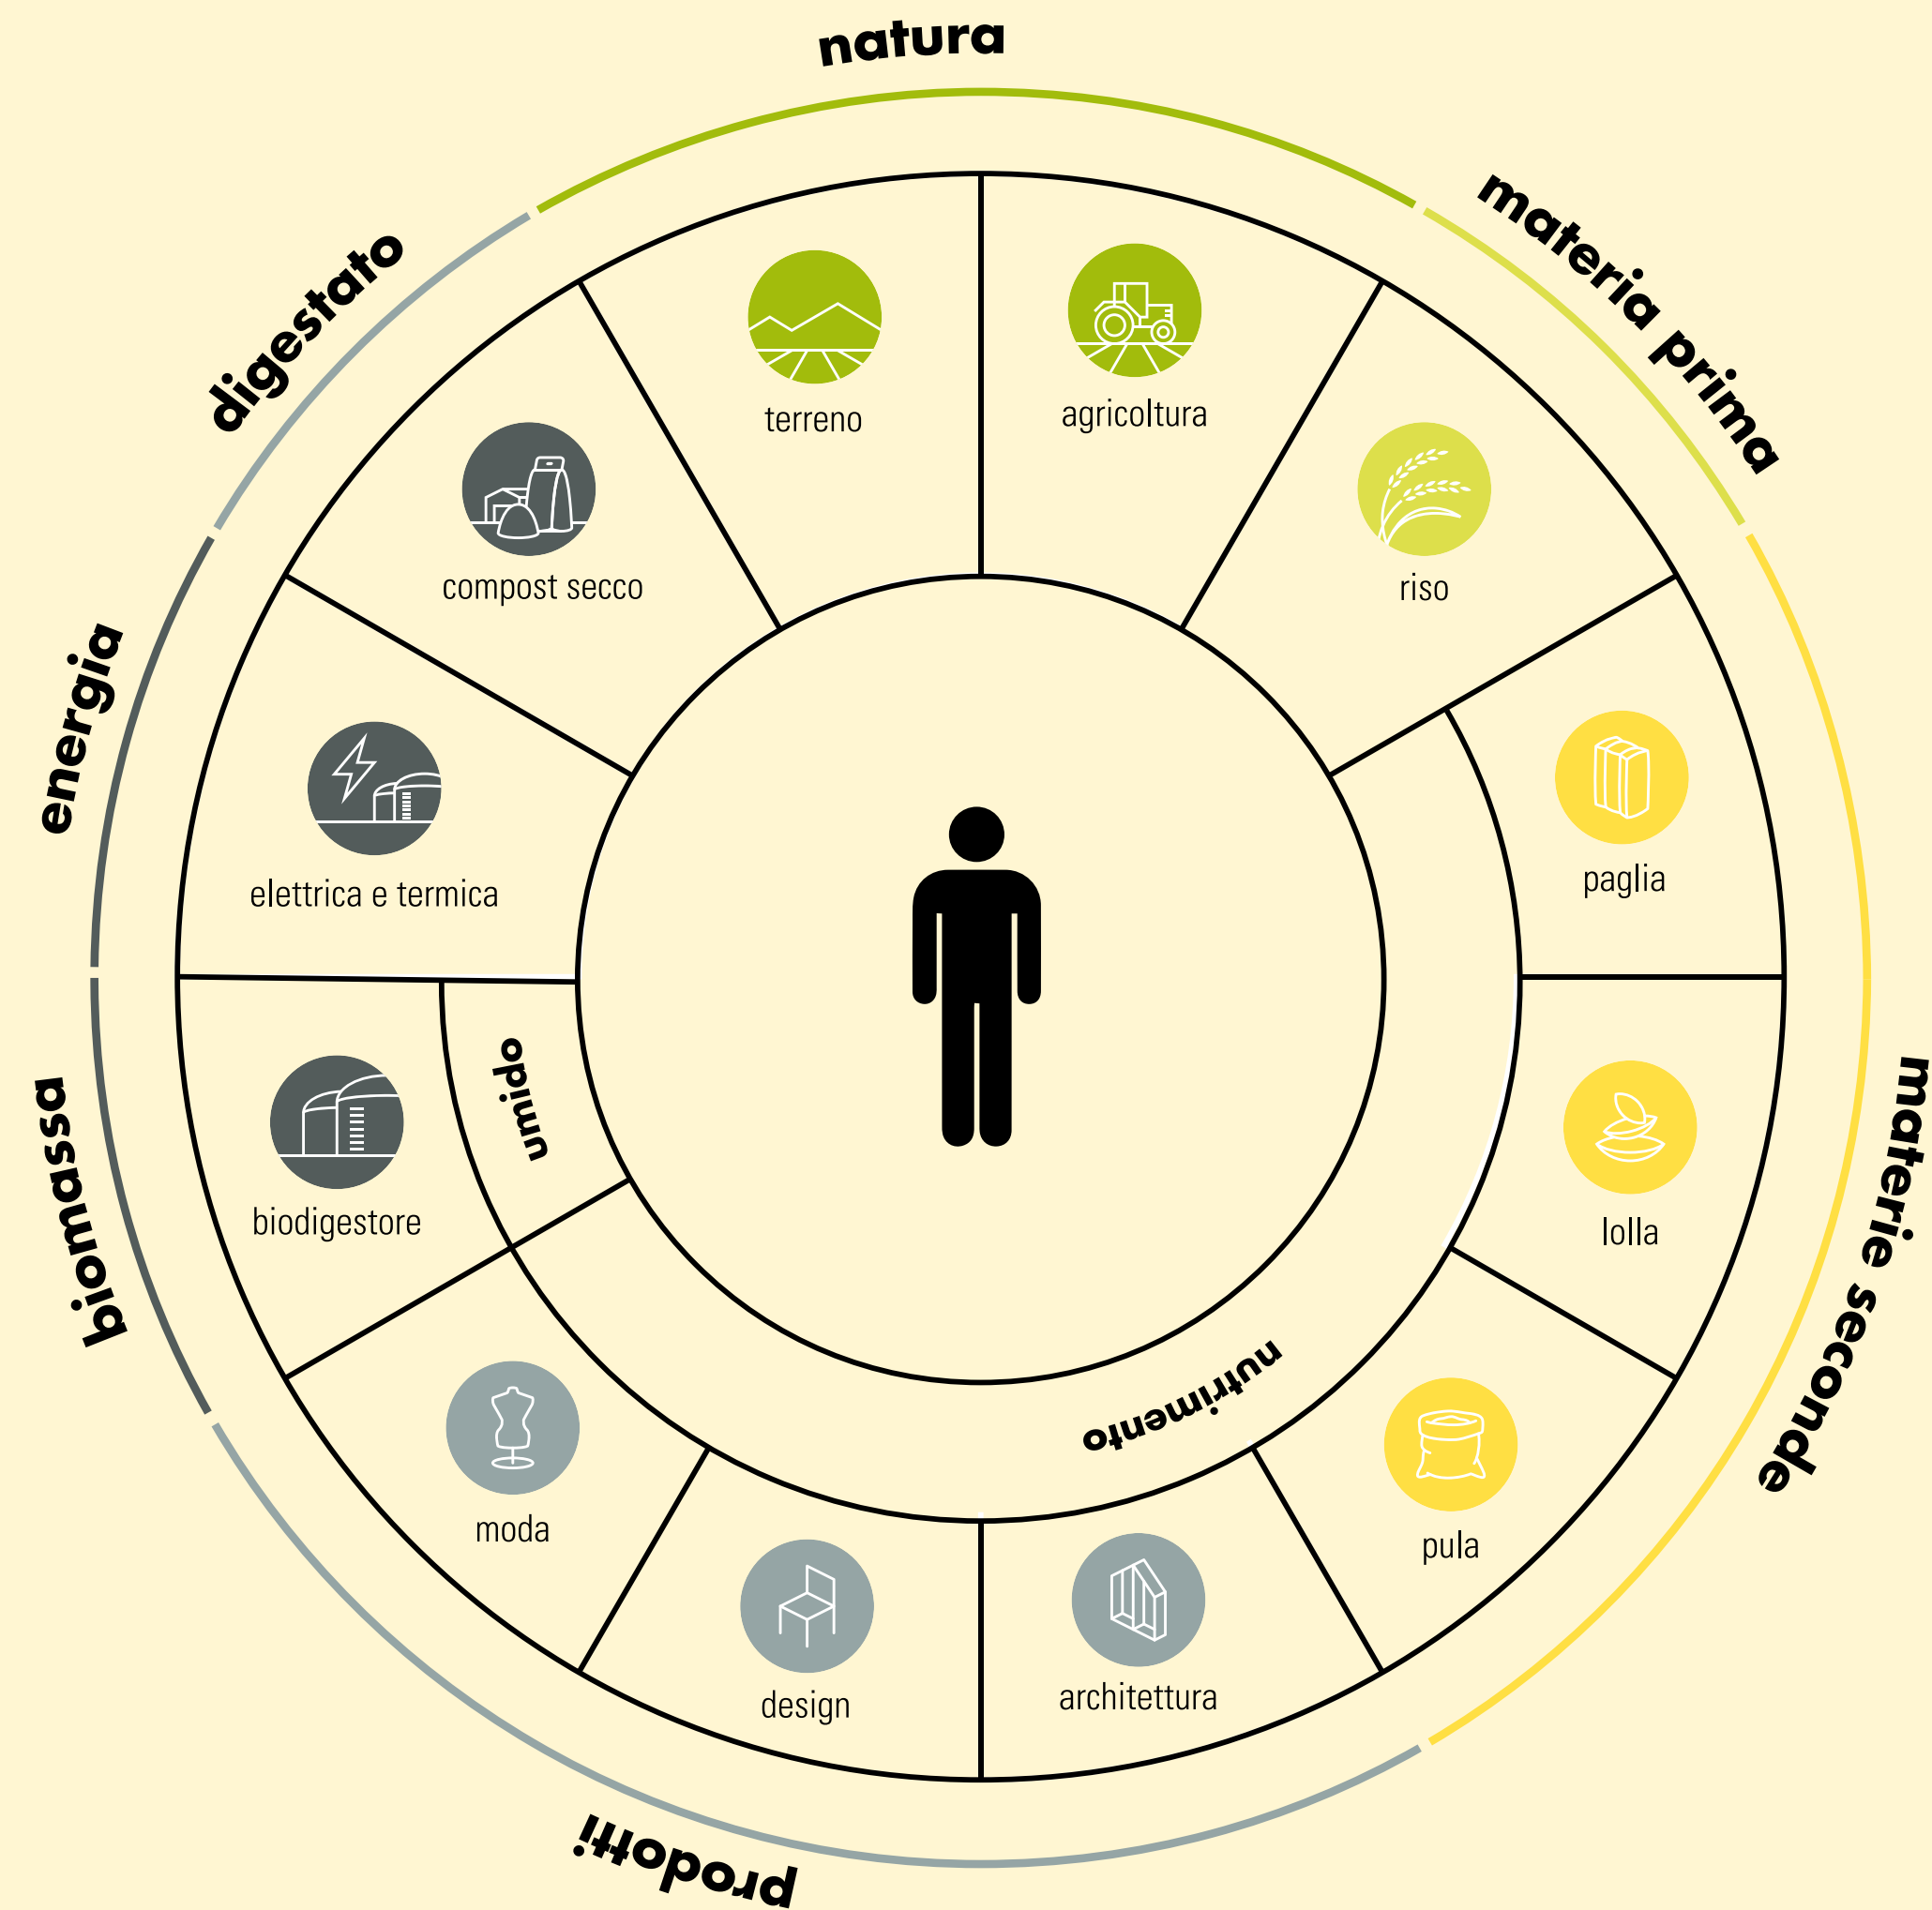 natura
materia prima
materie seconde
prodotti
biomassa
energia
digestato
terreno
agricoltura
riso
paglia
lolla
pula
architettura
design
moda
biodigestore
elettrica e termica
compost secco
umido
nutrimento